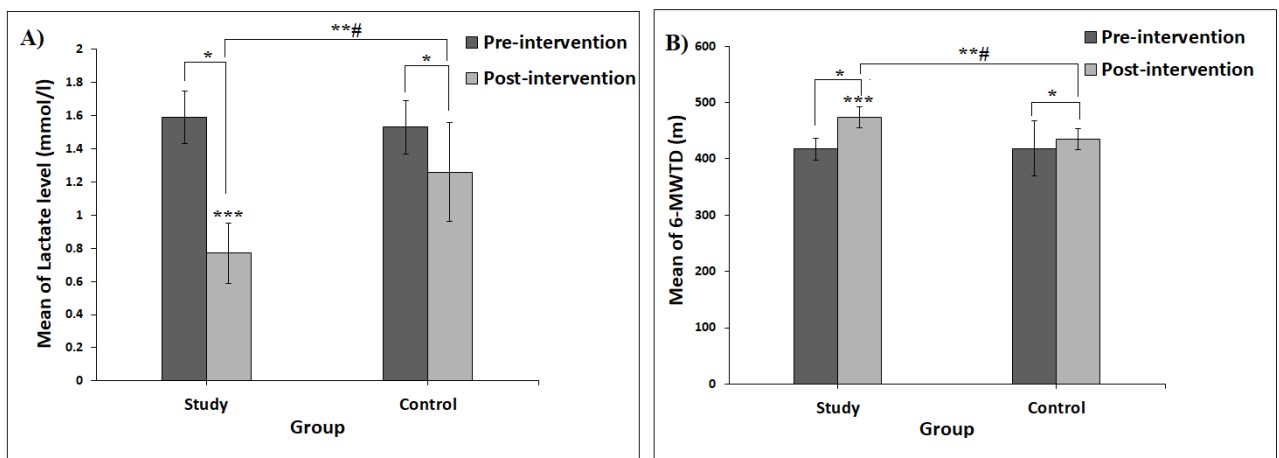 A)
**#
Pre-intervention
Post-intervention
*
*
***
2
1.8
1.6
1.4
1.2
1
0.8
0.6
0.4
0.2
0
Mean of Lactate level (mmol/l)
Study
Control
Group
B)
**#
Pre-intervention
Post-intervention
*
***
*
600
500
400
300
200
100
0
Mean of 6-MWTD (m)
Study
Control
Group